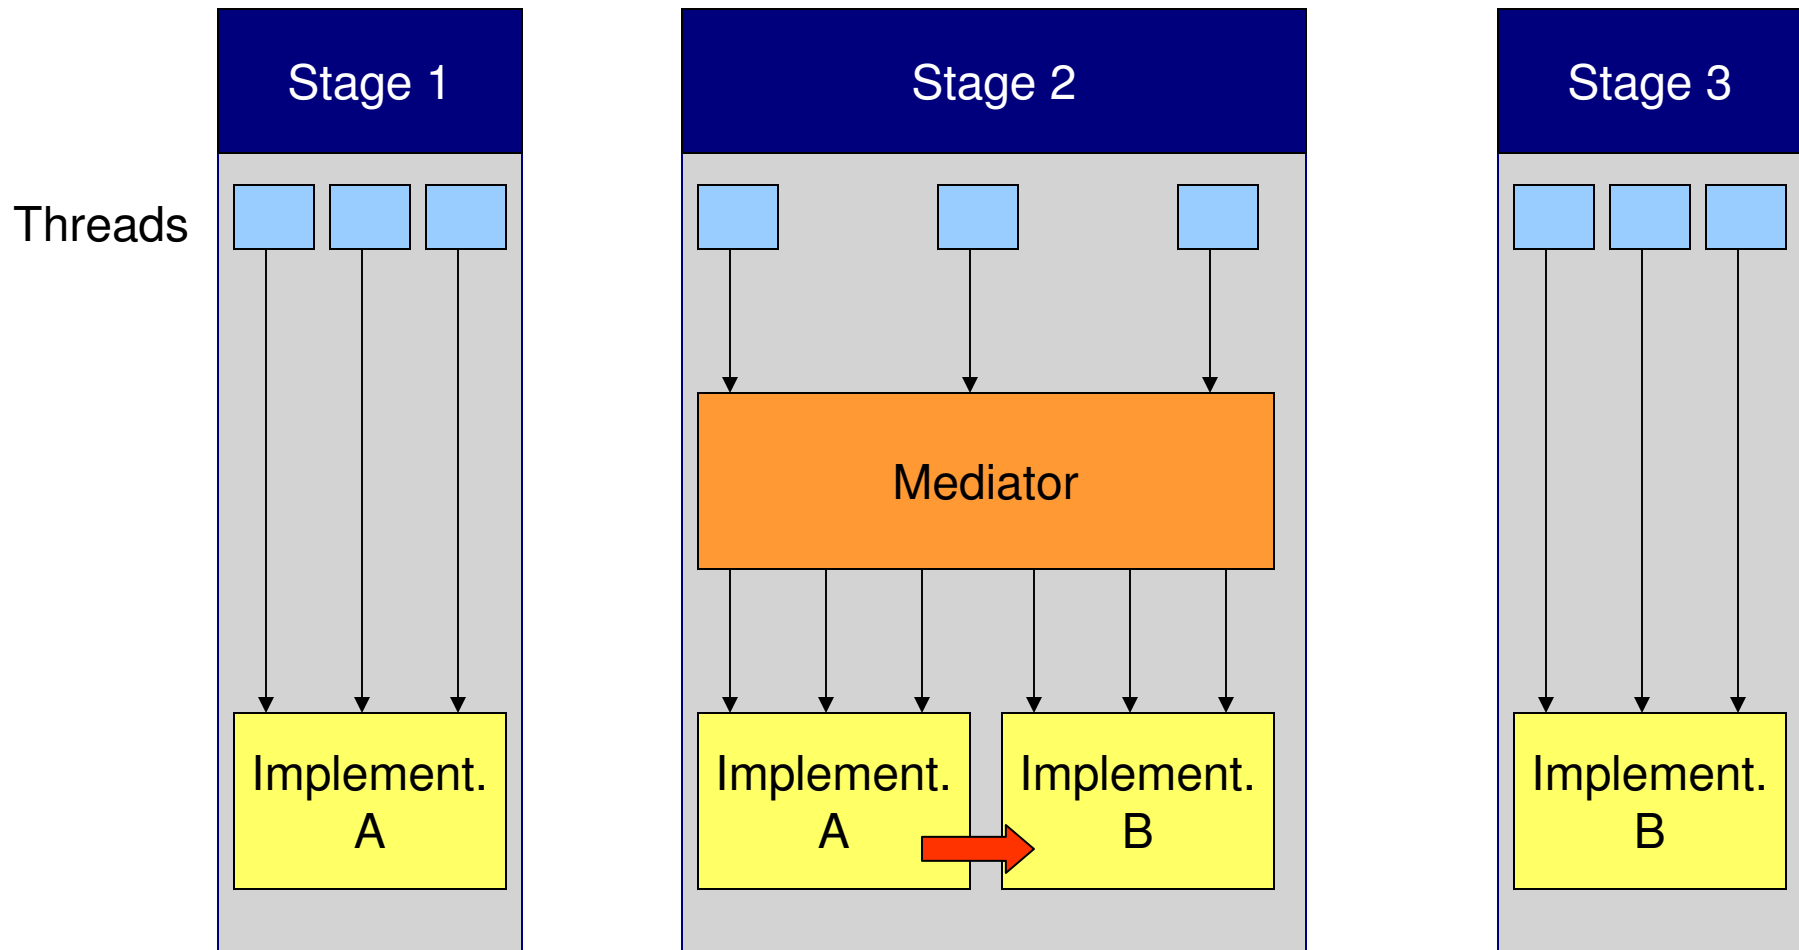 Stage 1
Stage 2
Stage 3
Threads
Mediator
Implement.
A
Implement.
A
Implement.
B
Implement.
B